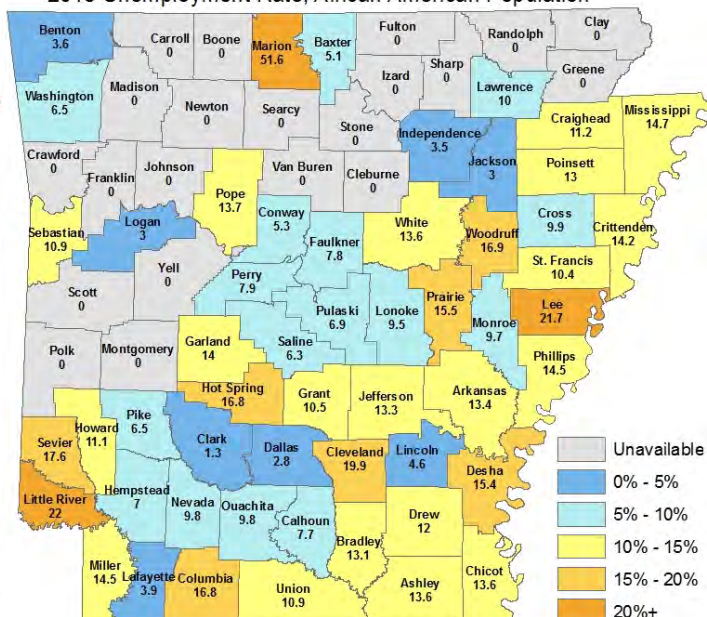 2018 Unemployment Rate, African American Population
Benton
3.6
Carroll
0
Boone
0
Marion
51.6
Baxter
5.1
Fulton
0
Randolph
0
Clay
0
Washington
6.5
Madison
0
Newton
0
Searcy
0
Stone
0
Izard
0
Sharp
0
Lawrence
10
Greene
0
Independence
3.5
Jackson
3
Craighead
11.2
Mississippi
14.7
Crawford
0
Franklin
0
Johnson
0
Pope
13.7
Van Buren
0
Cleburne
0
Poinsett
13
Sebastian
10.9
Logan
3
Conway
5.3
Faulkner
7.8
White
13.6
Woodruff
16.9
Cross
9.9
Crittenden
14.2
St. Francis
10.4
Scott
0
Yell
0
Perry
7.9
Pulaski
6.9
Lonoke
9.5
Prairie
15.5
Monroe
9.7
Lee
21.7
Polk
0
Montgomery
0
Garland
14
Saline
6.3
Phillips
14.5
Hot Spring
16.8
Grant
10.5
Jefferson
13.3
Arkansas
13.4
Sevier
17.6
Howard
11.1
Pike
6.5
Clark
1.3
Dallas
2.8
Cleveland
19.9
Lincoln
4.6
Desha
15.4
Little River
22
Hempstead
7
Nevada
9.8
Ouachita
9.8
Calhoun
7.7
Bradley
13.1
Drew
12
Miller
14.5
Lafayette
3.9
Columbia
16.8
Union
10.9
Ashley
13.6
Chicot
13.6
Unavailable
0% - 5%
5% - 10%
10% - 15%
15% - 20%
20%+